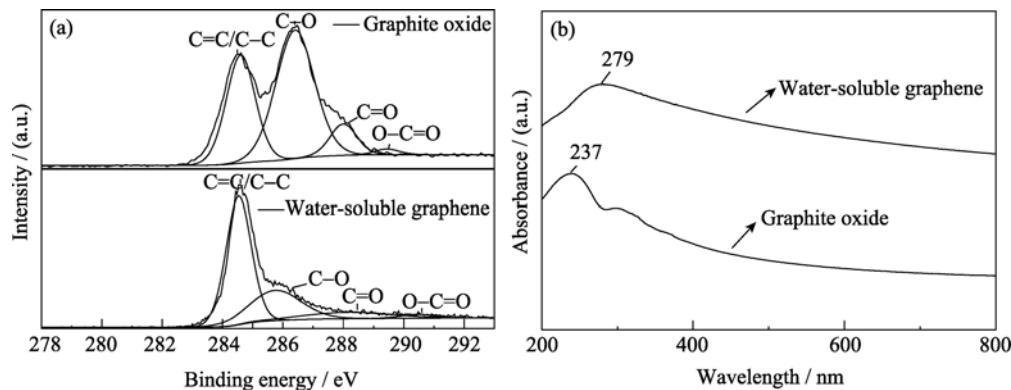 (a)
C–O
Graphite oxide
C=C/C–C
C=O
O–C=O
C=C/C–C
Water-soluble graphene
C–O
C=O
O–C=O
Intensity / (a.u.)
278 280 282 284 286 288 290 292
Binding energy / eV
(b)
279
Water-soluble graphene
237
Graphite oxide
Absorbance / (a.u.)
200 400 600 800
Wavelength / nm